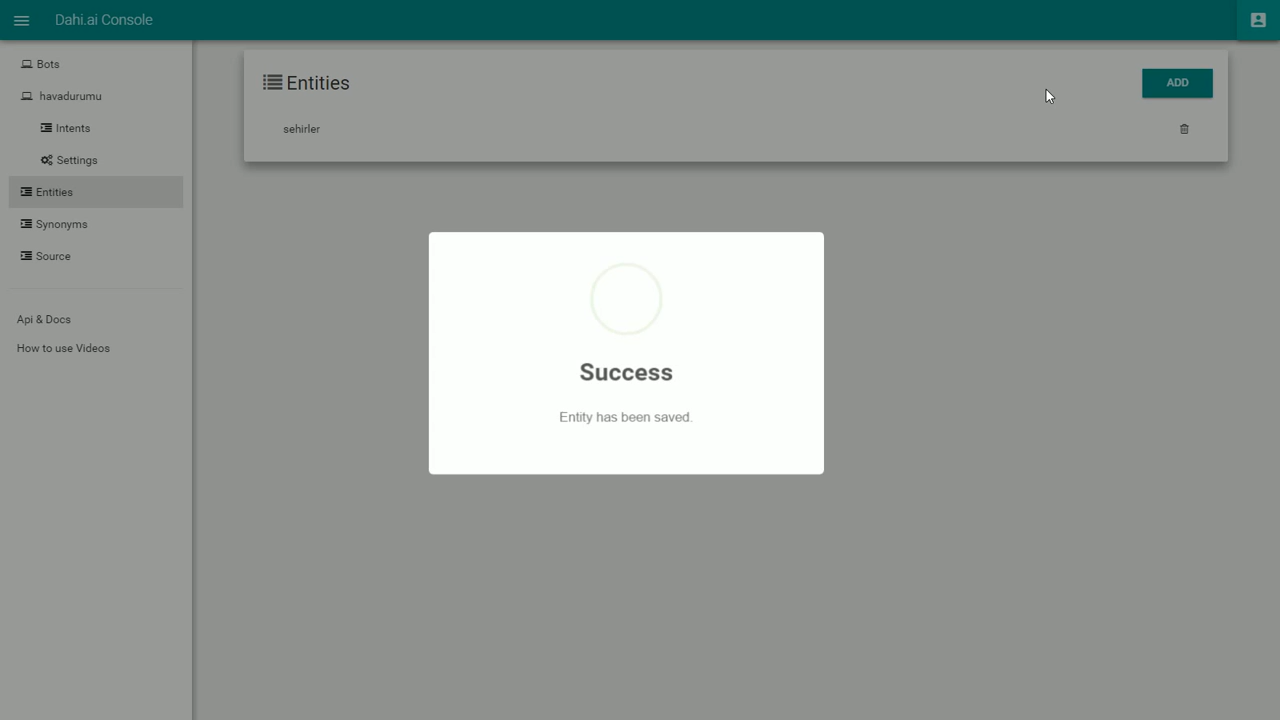 Dahi.ai Console
Bots
havadurumu
Intents
Settings
Entities
Synonyms
Source
Api & Docs
How to use Videos
Entities
ADD
sehirler
Success
Entity has been saved.